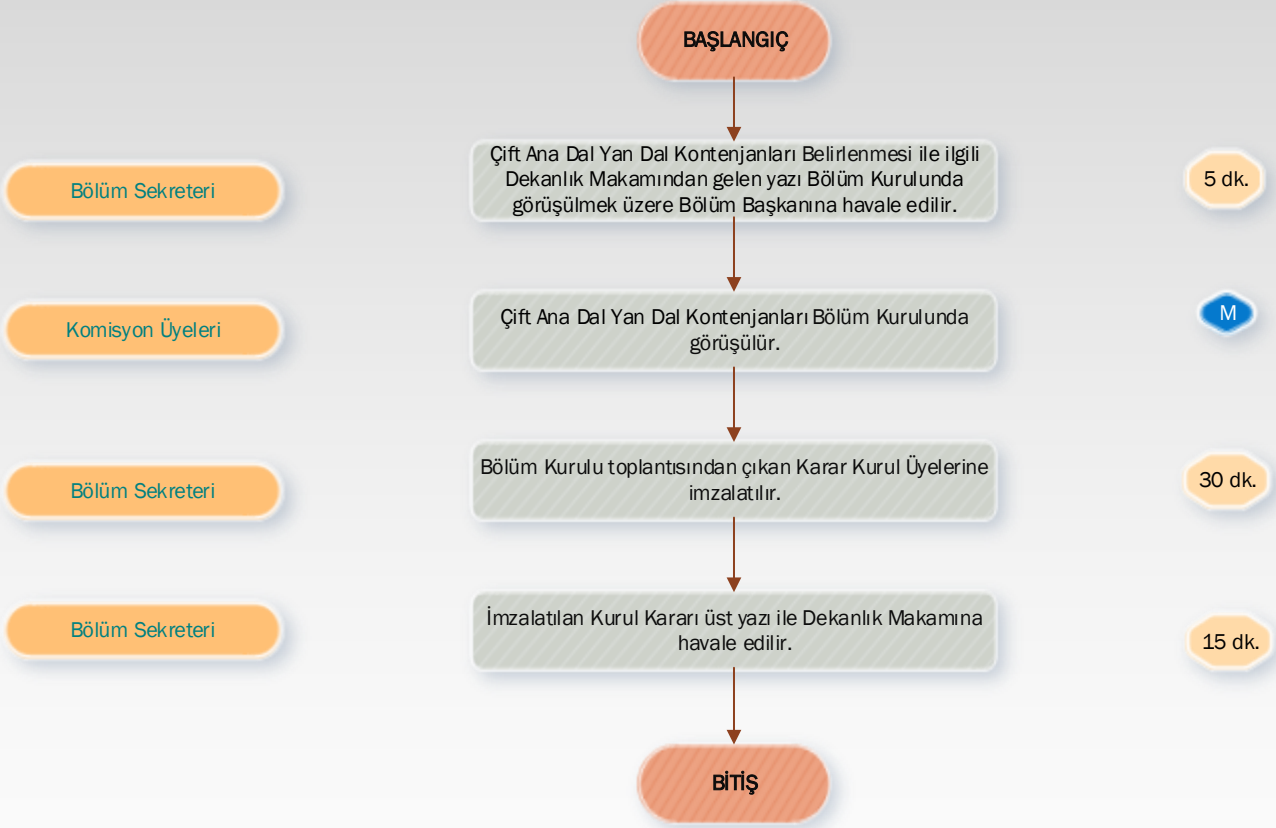 BAŞLANGIÇ
Bölüm Sekreteri
Çift Ana Dal Yan Dal Kontenjanları Belirlenmesi ile ilgili
Dekanlık Makamından gelen yazı Bölüm Kurulunda
görüşülmek üzere Bölüm Başkanına havale edilir.
5 dk.
Komisyon Üyeleri
Çift Ana Dal Yan Dal Kontenjanları Bölüm Kurulunda
görüşülür.
M
Bölüm Sekreteri
Bölüm Kurulu toplantısından çıkan Karar Kurul Üyelerine
imzalatılır.
30 dk.
Bölüm Sekreteri
İmzalatılan Kurul Kararı üst yazı ile Dekanlık Makamına
havale edilir.
15 dk.
BİTİŞ